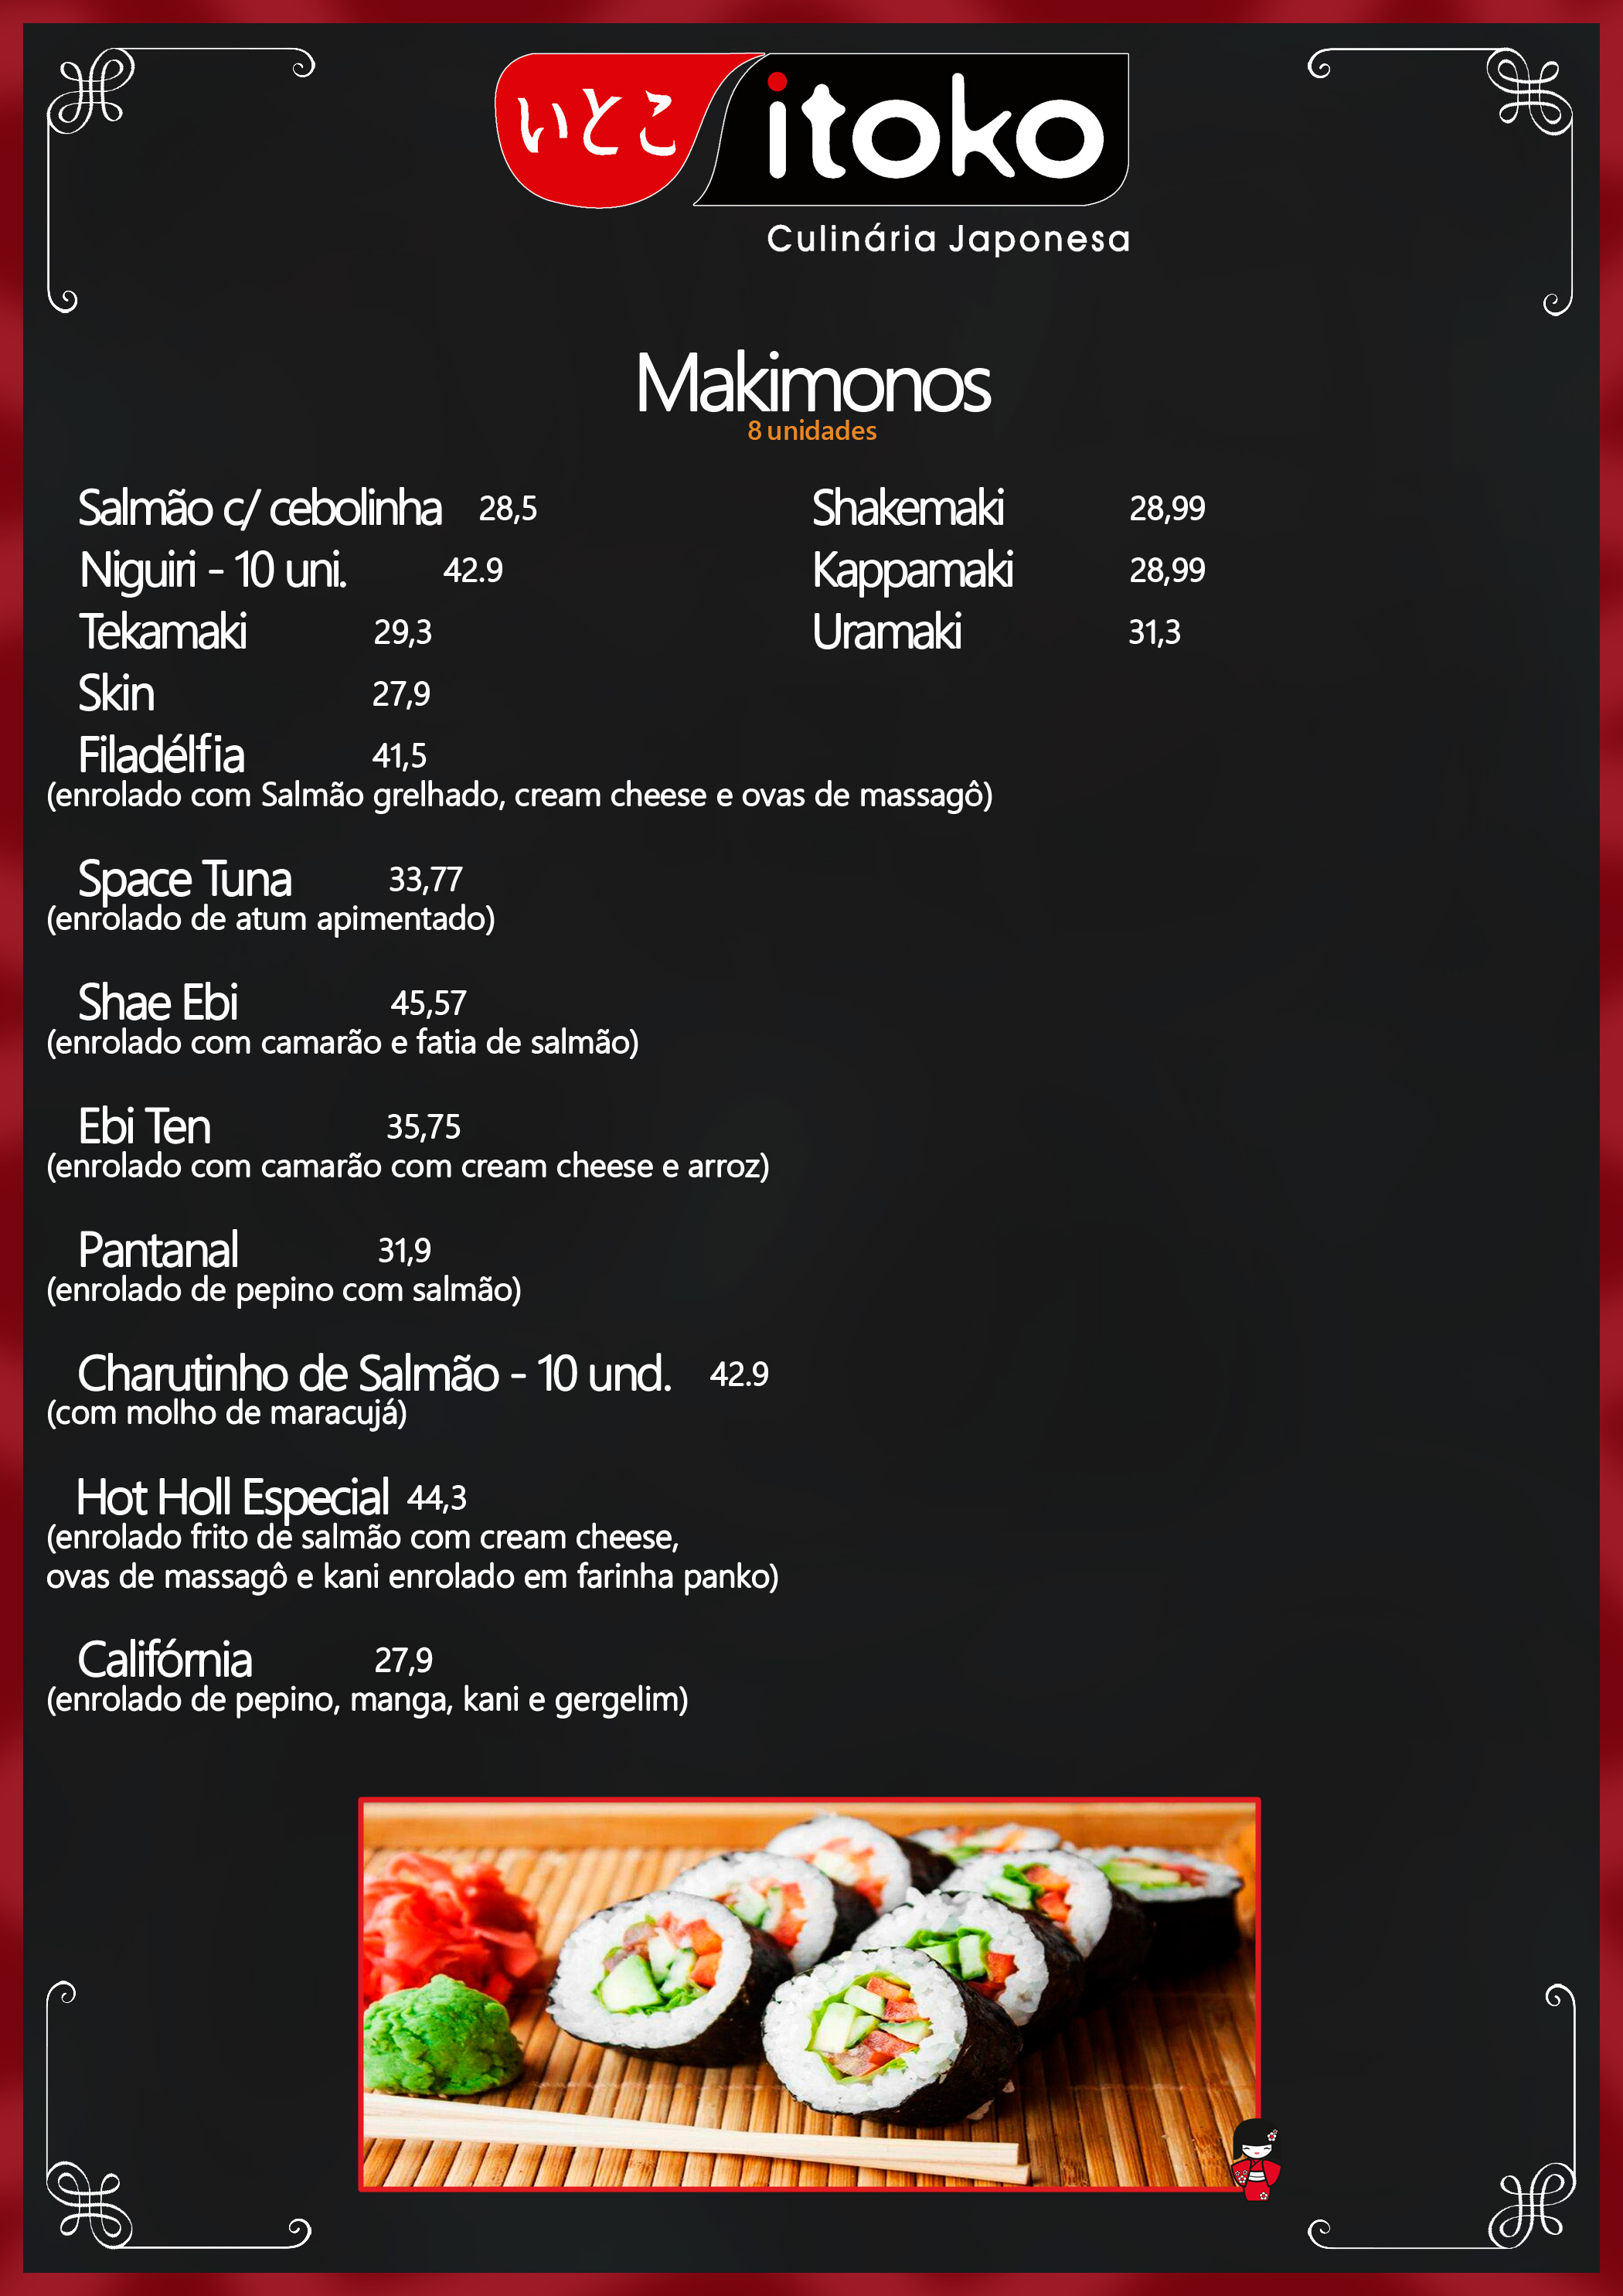 いとこ itoko
Culinária Japonesa
Makimonos
8 unidades
Salmão c/ cebolinha 28,5
Niguiri - 10 uni. 42.9
Tekamaki 29,3
Skin 27,9
Filadélfia 41,5
(enrolado com Salmão grelhado, cream cheese e ovas de massagô)
Shakemaki 28,99
Kappamaki 28,99
Uramaki 31,3
Space Tuna 33,77
(enrolado de atum apimentado)
Shae Ebi 45,57
(enrolado com camarão e fatia de salmão)
Ebi Ten 35,75
(enrolado com camarão com cream cheese e arroz)
Pantanal 31,9
(enrolado de pepino com salmão)
Charutinho de Salmão - 10 und. 42.9
(com molho de maracujá)
Hot Holl Especial 44,3
(enrolado frito de salmão com cream cheese,
ovas de massagô e kani enrolado em farinha panko)
Califórnia 27,9
(enrolado de pepino, manga, kani e gergelim)